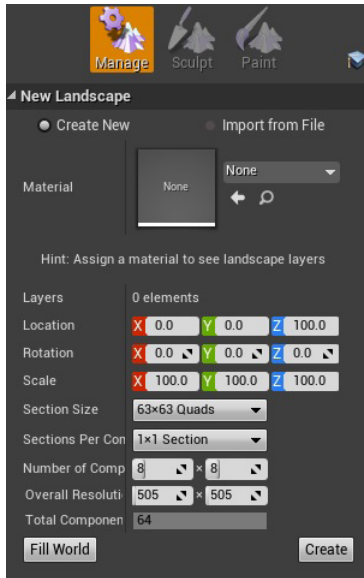 Manage Sculpt Paint
New Landscape
Create New Import from File
Material None None
Hint: Assign a material to see landscape layers
Layers 0 elements
Location X 0.0 Y 0.0 Z 100.0
Rotation X 0.0 Y 0.0 Z 0.0
Scale X 100.0 Y 100.0 Z 100.0
Section Size 63×63 Quads
Sections Per Con 1×1 Section
Number of Comp 8 × 8
Overall Resoluti 505 × 505
Total Componen 64
Fill World Create